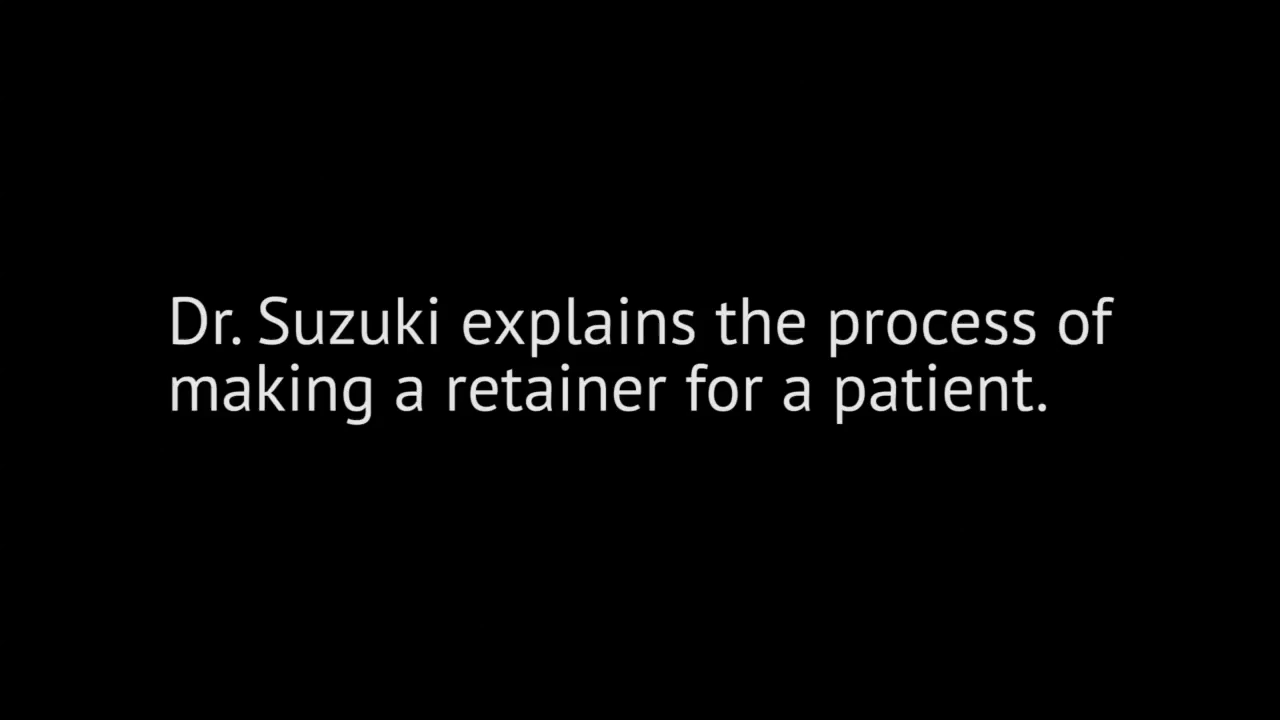 Dr. Suzuki explains the process of
making a retainer for a patient.